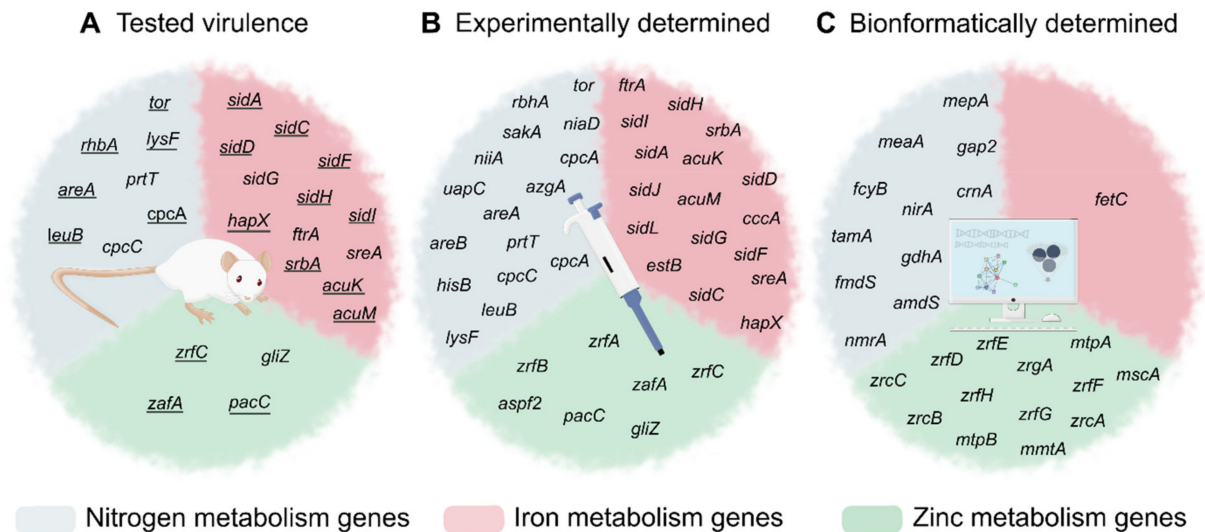 A Tested virulence
B Experimentally determined
C Bionformatically determined
tor
rhbA
lysF
areA
prtT
cpcA
leuB
cpcC
sidA
sidC
sidD
sidF
sidG
sidH
sidI
hapX
ftrA
sreA
srbA
acuK
acuM
zrfC
gliZ
zafA
pacC
tor
rbhA
sakA
niaD
niiA
cpcA
uapC
azgA
areA
areB
prtT
hisB
cpcC
cpcA
leuB
lysF
ftrA
sidH
sidI
srbA
sidA
acuK
sidD
sidJ
acuM
cccA
sidL
sidG
sidF
estB
sreA
sidC
hapX
zrfA
zrfB
zafA
zrfC
aspf2
pacC
gliZ
mepA
meaA
gap2
fcyB
crnA
nirA
tamA
gdhA
fmdS
amdS
nmrA
fetC
zrfE
mtpA
zrfD
zrgA
zrcC
zrfF
mscA
zrfH
zrcB
zrfG
zrcA
mtpB
mmtA
Nitrogen metabolism genes
Iron metabolism genes
Zinc metabolism genes